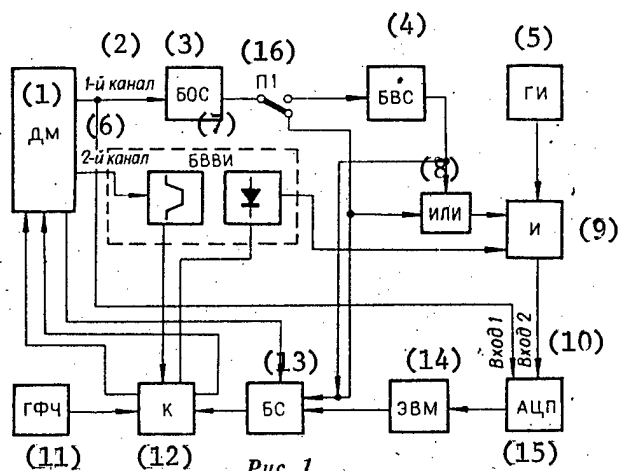 (4)
(2) (3) (16) (5)
(1) 1-й канал БОС П1 БВС ГИ
ДМ (6) (7)
2-й канал БВВИ (8)
ИЛИ И (9)
Вход 1 Вход 2 (10)
(13) (14)
ГФЧ К БС ЭВМ АЦП
(11) (12) (15)
Рис. 1